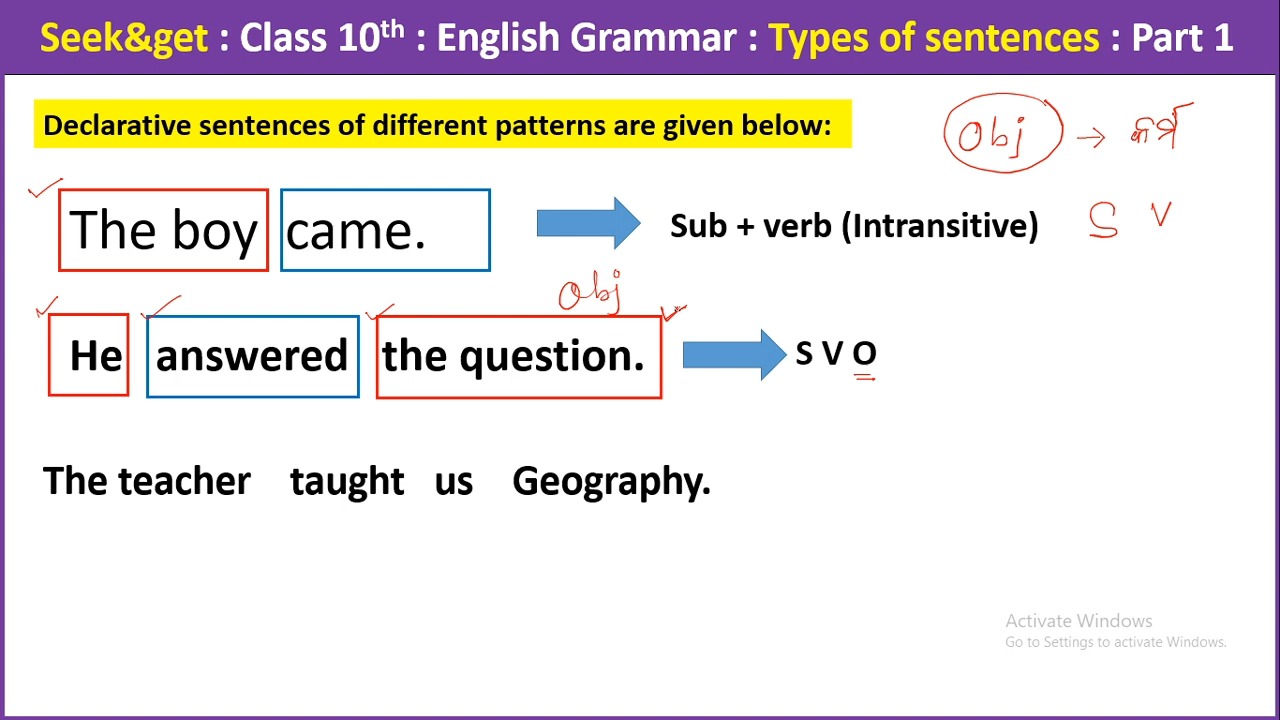 Seek&get : Class 10th : English Grammar : Types of sentences : Part 1
Declarative sentences of different patterns are given below:
Obj → କର୍ମ
The boy came. Sub + verb (Intransitive) S V
Obj
He answered the question. S V O
The teacher taught us Geography.
Activate Windows
Go to Settings to activate Windows.